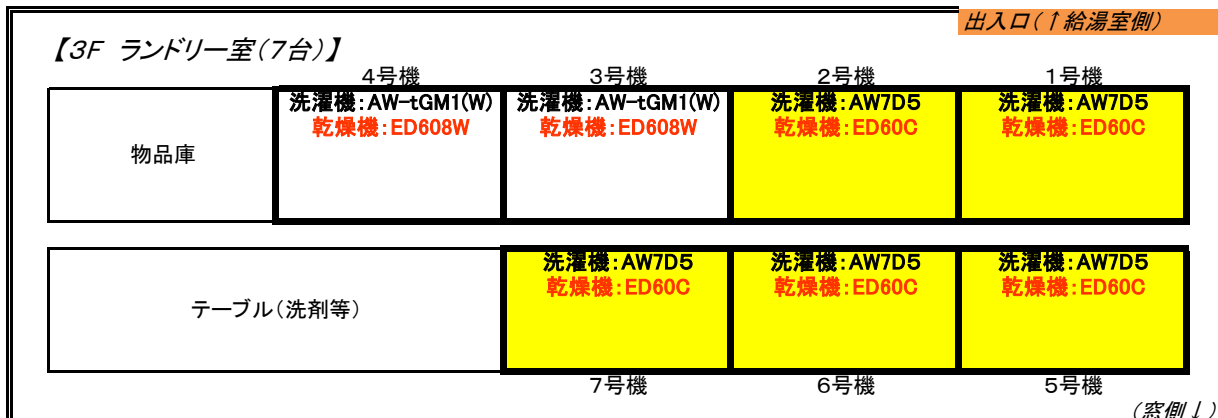 出入口(↑給湯室側)
【3F ランドリー室(7台)】
4号機 3号機 2号機 1号機
洗濯機:AW-tGM1(W) 洗濯機:AW-tGM1(W) 洗濯機:AW7D5 洗濯機:AW7D5
乾燥機:ED608W 乾燥機:ED608W 乾燥機:ED60C 乾燥機:ED60C
物品庫
洗濯機:AW7D5 洗濯機:AW7D5 洗濯機:AW7D5
乾燥機:ED60C 乾燥機:ED60C 乾燥機:ED60C
テーブル(洗剤等)
7号機 6号機 5号機
(窓側↓)